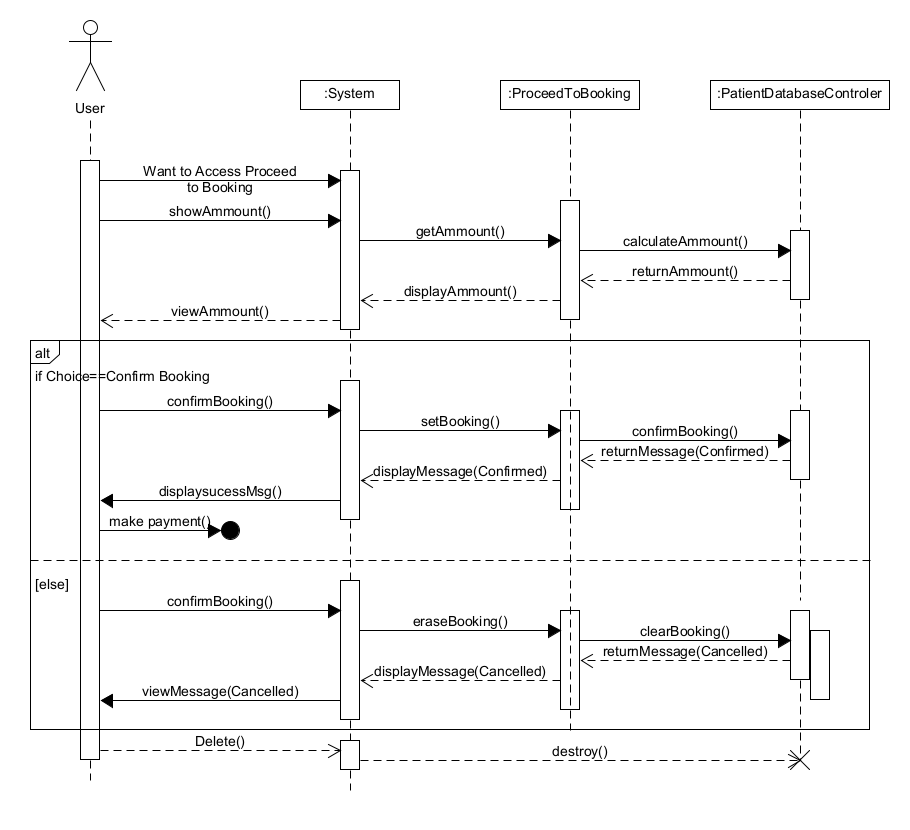 User
:System
:ProceedToBooking
:PatientDatabaseControler
Want to Access Proceed
to Booking
showAmmount()
getAmmount()
calculateAmmount()
returnAmmount()
displayAmmount()
viewAmmount()
alt
if Choice==Confirm Booking
confirmBooking()
setBooking()
confirmBooking()
returnMessage(Confirmed)
displayMessage(Confirmed)
displaysucessMsg()
make payment()
[else]
confirmBooking()
eraseBooking()
clearBooking()
returnMessage(Cancelled)
displayMessage(Cancelled)
viewMessage(Cancelled)
Delete()
destroy()